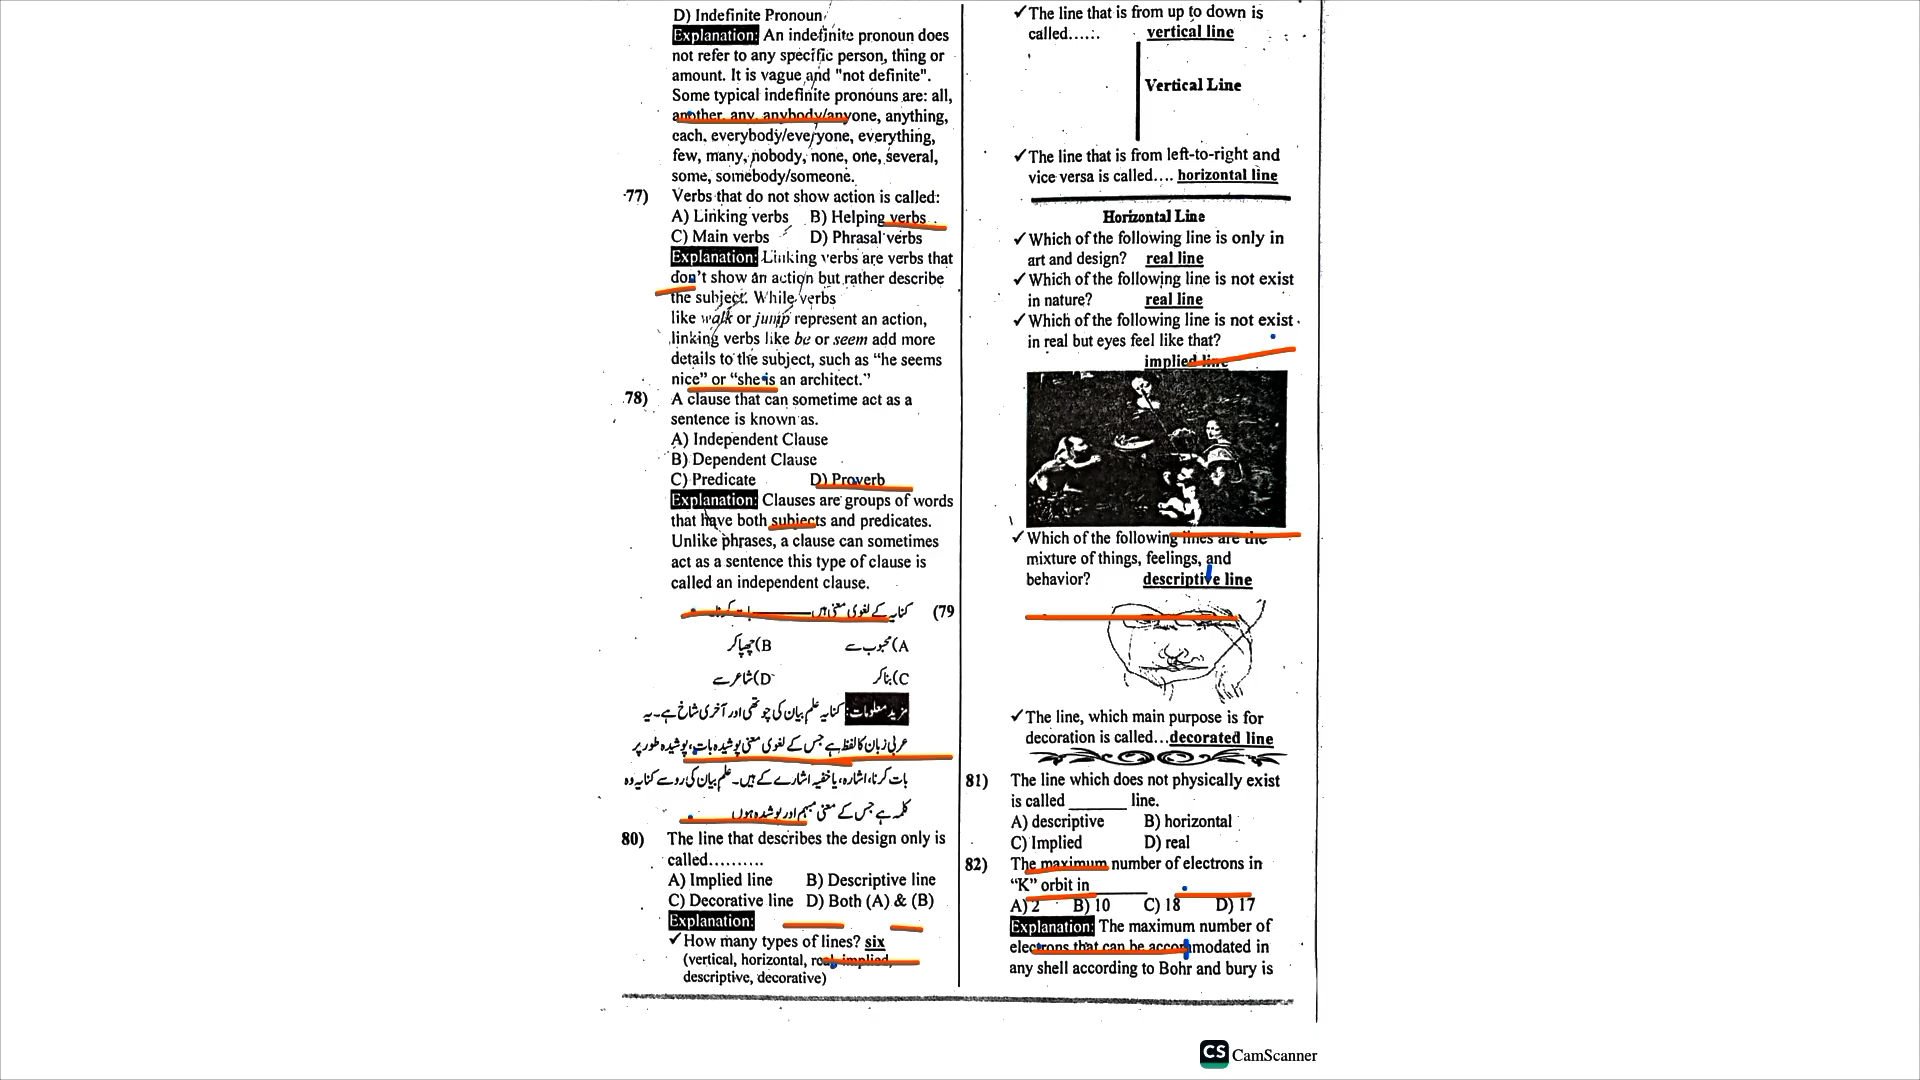 D) Indefinite Pronoun
Explanation: An indefinite pronoun does
not refer to any specific person, thing or
amount. It is vague and "not definite".
Some typical indefinite pronouns are: all,
another, any, anybody/anyone, anything,
each, everybody/everyone, everything,
few, many, nobody, none, one, several,
some, somebody/someone.
77) Verbs that do not show action is called:
A) Linking verbs B) Helping verbs
C) Main verbs D) Phrasal verbs
Explanation: Linking verbs are verbs that
don't show an action but rather describe
the subject. While verbs
like walk or jump represent an action,
linking verbs like be or seem add more
details to the subject, such as “he seems
nice” or “she is an architect.”
78) A clause that can sometime act as a
sentence is known as.
A) Independent Clause
B) Dependent Clause
C) Predicate D) Proverb
Explanation: Clauses are groups of words
that have both subjects and predicates.
Unlike phrases, a clause can sometimes
act as a sentence this type of clause is
called an independent clause.
79) کنایہ کے لغوی معنی ہیں ______ بات کرنا۔
A) محبوب سے B) چھپا کر
C) بنا کر D) شاعر سے
مزید معلومات: کنایہ علم بیان کی چوتھی اور آخری شاخ ہے۔ یہ
عربی زبان کا لفظ ہے جس کے لغوی معنی پوشیدہ بات، پوشیدہ طور پر
بات کرنا، اشارہ، یا خفیہ اشارے کے ہیں۔ علم بیان کی رو سے کنایہ وہ
کلمہ ہے جس کے معنی مبہم اور پوشیدہ ہوں
80) The line that describes the design only is
called..........
A) Implied line B) Descriptive line
C) Decorative line D) Both (A) & (B)
Explanation:
✓How many types of lines? six
(vertical, horizontal, real, implied,
descriptive, decorative)
✓The line that is from up to down is
called...... vertical line
Vertical Line
✓The line that is from left-to-right and
vice versa is called.... horizontal line
Horizontal Line
✓Which of the following line is only in
art and design? real line
✓Which of the following line is not exist
in nature? real line
✓Which of the following line is not exist
in real but eyes feel like that?
implied line
✓Which of the following lines are the
mixture of things, feelings, and
behavior? descriptive line
✓The line, which main purpose is for
decoration is called...decorated line
81) The line which does not physically exist
is called ______ line.
A) descriptive B) horizontal
C) Implied D) real
82) The maximum number of electrons in
“K” orbit in ______
A) 2 B) 10 C) 18 D) 17
Explanation: The maximum number of
electrons that can be accommodated in
any shell according to Bohr and bury is
CS CamScanner